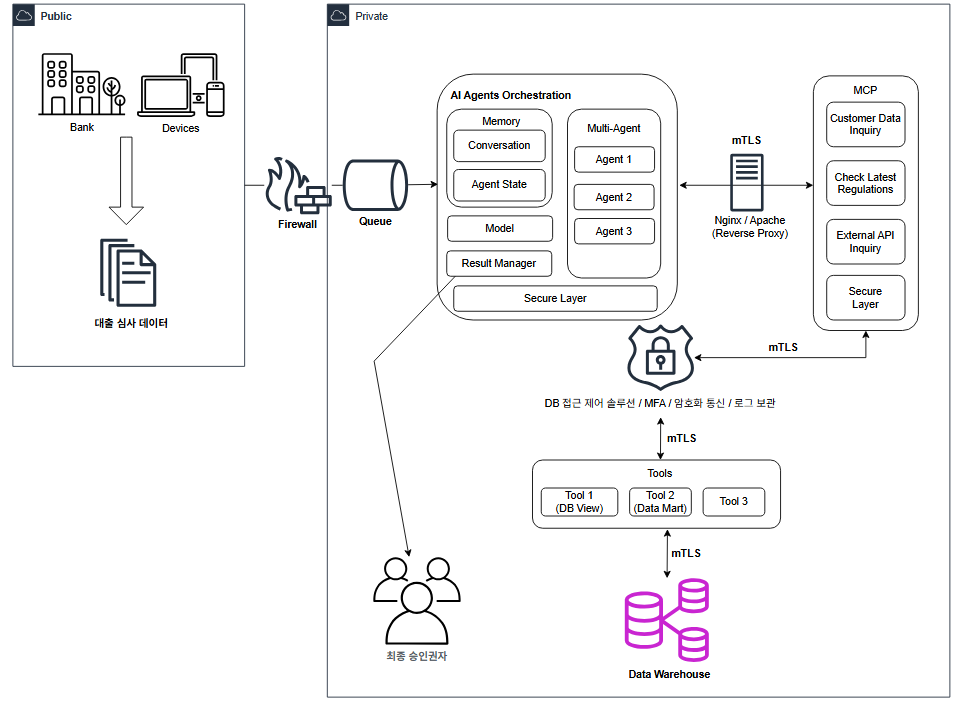 Public
Private
Bank
Devices
대출 심사 데이터
Firewall
Queue
AI Agents Orchestration
Memory
Conversation
Agent State
Model
Result Manager
Multi-Agent
Agent 1
Agent 2
Agent 3
Secure Layer
mTLS
Nginx / Apache
(Reverse Proxy)
MCP
Customer Data
Inquiry
Check Latest
Regulations
External API
Inquiry
Secure
Layer
mTLS
DB 접근 제어 솔루션 / MFA / 암호화 통신 / 로그 보관
mTLS
Tools
Tool 1
(DB View)
Tool 2
(Data Mart)
Tool 3
mTLS
Data Warehouse
최종 승인권자